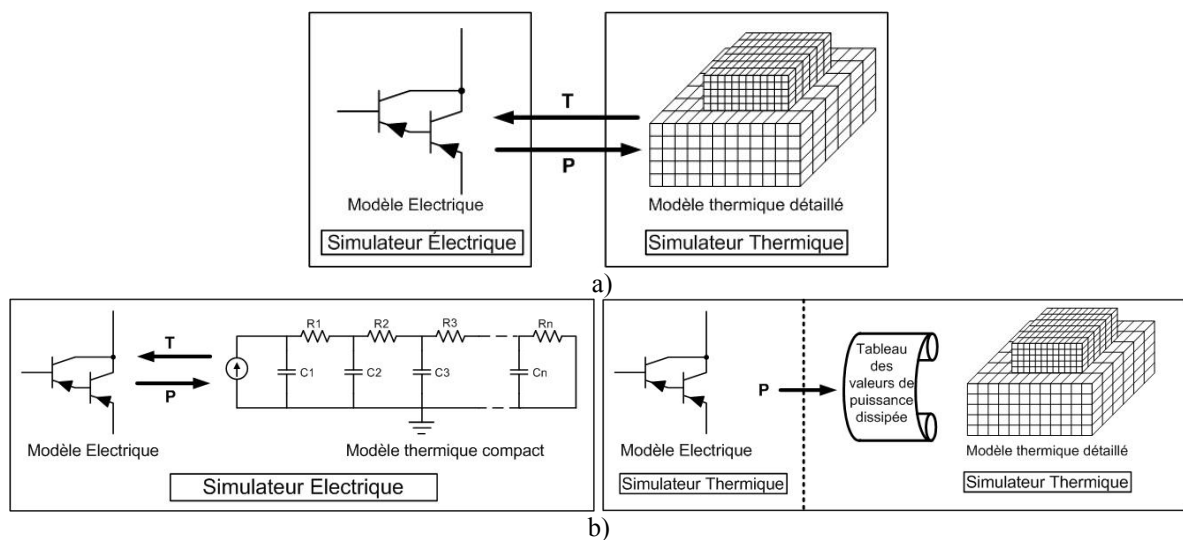 T
P
Modèle Electrique
Modèle thermique détaillé
Simulateur Électrique
Simulateur Thermique
a)
T
P
R1
R2
R3
Rn
C1
C2
C3
Cn
Modèle Electrique
Modèle thermique compact
Simulateur Electrique
P
Tableau
des
valeurs de
puissance
dissipée
Modèle Electrique
Modèle thermique détaillé
Simulateur Thermique
Simulateur Thermique
b)